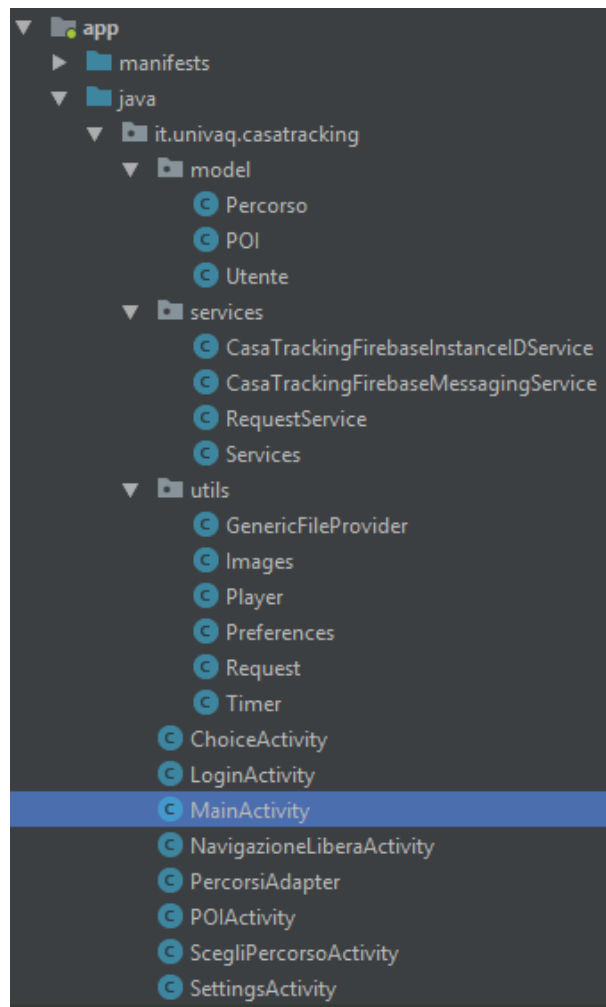 app
manifests
java
it.univaq.casatracking
model
Percorso
POI
Utente
services
CasaTrackingFirebaseInstanceIDService
CasaTrackingFirebaseMessagingService
RequestService
Services
utils
GenericFileProvider
Images
Player
Preferences
Request
Timer
ChoiceActivity
LoginActivity
MainActivity
NavigazioneLiberaActivity
PercorsiAdapter
POIActivity
ScegliPercorsoActivity
SettingsActivity